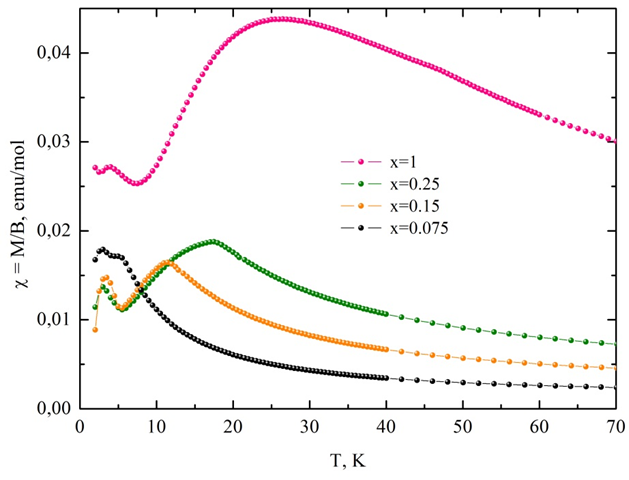 0,04
0,03
0,02
0,01
0,00
χ = M/B, emu/mol
x=1
x=0.25
x=0.15
x=0.075
0 10 20 30 40 50 60 70
T, K